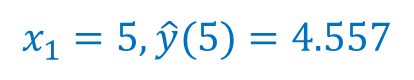 x₁ = 5, ŷ(5) = 4.557